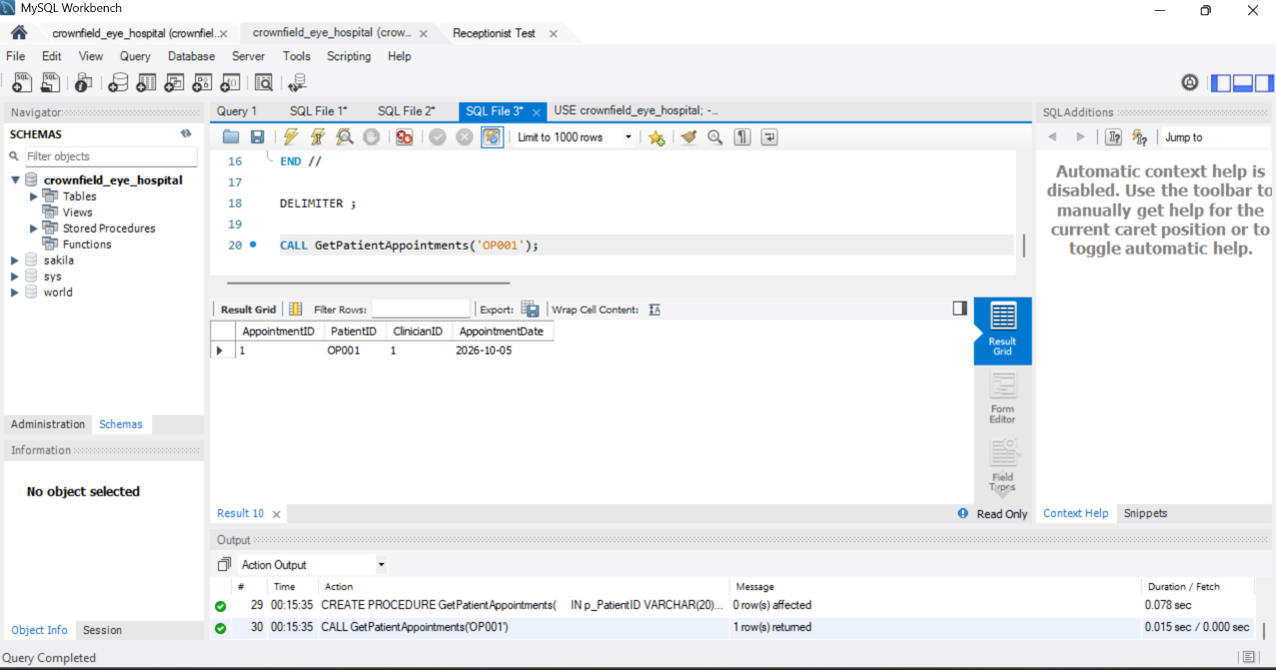 MySQL Workbench
crownfield_eye_hospital (crownfiel.. x crownfield_eye_hospital (crow... x Receptionist Test x
File Edit View Query Database Server Tools Scripting Help
Navigator
SCHEMAS
Filter objects
crownfield_eye_hospital
Tables
Views
Stored Procedures
Functions
sakila
sys
world
Administration Schemas
Information
No object selected
Object Info Session
Query 1 SQL File 1* SQL File 2* SQL File 3* x USE crownfield_eye_hospital; -...
Limit to 1000 rows
16 END //
17
18 DELIMITER ;
19
20 CALL GetPatientAppointments('OP001');
Result Grid Filter Rows: Export: Wrap Cell Content:
AppointmentID PatientID ClinicianID AppointmentDate
1 OP001 1 2026-10-05
Result Grid
Form Editor
Field Types
Result 10 x Read Only
SQLAdditions
Jump to
Automatic context help is
disabled. Use the toolbar to
manually get help for the
current caret position or to
toggle automatic help.
Context Help Snippets
Output
Action Output
# Time Action Message Duration / Fetch
29 00:15:35 CREATE PROCEDURE GetPatientAppointments( IN p_PatientID VARCHAR(20)... 0 row(s) affected 0.078 sec
30 00:15:35 CALL GetPatientAppointments('OP001') 1 row(s) returned 0.015 sec / 0.000 sec
Query Completed